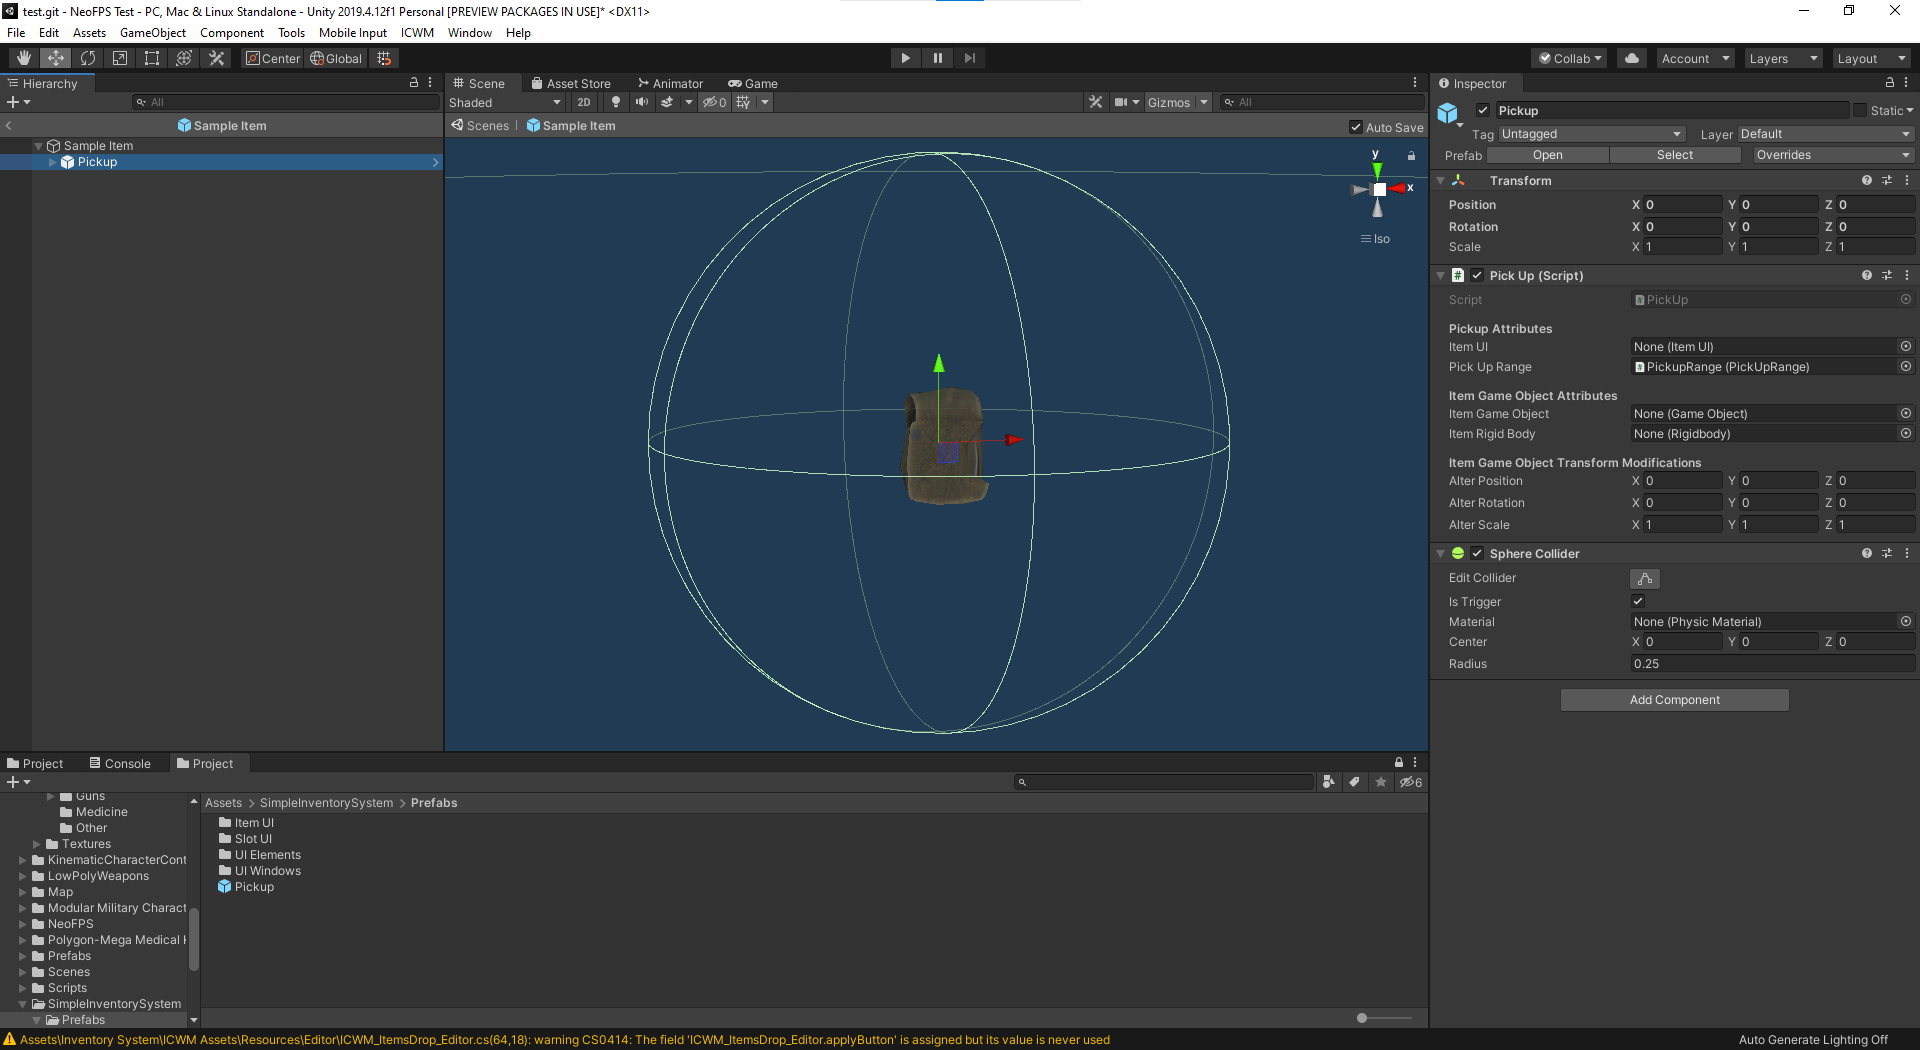 test.git - NeoFPS Test - PC, Mac & Linux Standalone - Unity 2019.4.12f1 Personal [PREVIEW PACKAGES IN USE]* <DX11>
File Edit Assets GameObject Component Tools Mobile Input ICWM Window Help
Center Global Collab Account Layers Layout
Hierarchy
All
Sample Item
Sample Item
Pickup
Scene Asset Store Animator Game
Shaded 2D 0 Gizmos All
Scenes Sample Item Auto Save
y
x
Iso
Inspector
Pickup Static
Tag Untagged Layer Default
Prefab Open Select Overrides
Transform
Position X 0 Y 0 Z 0
Rotation X 0 Y 0 Z 0
Scale X 1 Y 1 Z 1
# Pick Up (Script)
Script PickUp
Pickup Attributes
Item UI None (Item UI)
Pick Up Range PickupRange (PickUpRange)
Item Game Object Attributes
Item Game Object None (Game Object)
Item Rigid Body None (Rigidbody)
Item Game Object Transform Modifications
Alter Position X 0 Y 0 Z 0
Alter Rotation X 0 Y 0 Z 0
Alter Scale X 1 Y 1 Z 1
Sphere Collider
Edit Collider
Is Trigger
Material None (Physic Material)
Center X 0 Y 0 Z 0
Radius 0.25
Add Component
Project Console Project
6
Guns
Medicine
Other
Textures
KinematicCharacterCont
LowPolyWeapons
Map
Modular Military Charact
NeoFPS
Polygon-Mega Medical
Prefabs
Scenes
Scripts
SimpleInventorySystem
Prefabs
Assets > SimpleInventorySystem > Prefabs
Item UI
Slot UI
UI Elements
UI Windows
Pickup
Assets\Inventory System\ICWM Assets\Resources\Editor\ICWM_ItemsDrop_Editor.cs(64,18): warning CS0414: The field 'ICWM_ItemsDrop_Editor.applyButton' is assigned but its value is never used
Auto Generate Lighting Off